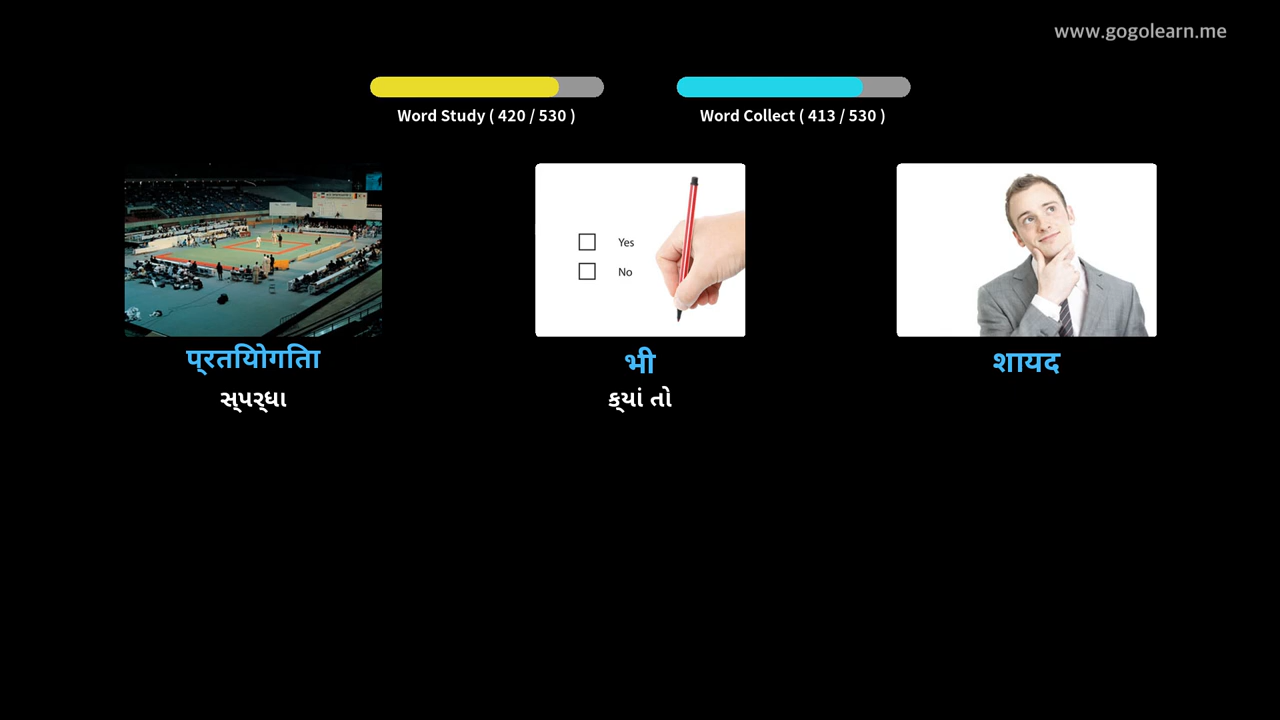 www.gogolearn.me
Word Study ( 420 / 530 )
Word Collect ( 413 / 530 )
Yes
No
प्रतियोगिता
સ્પર્ધા
भी
ક્યાં તો
शायद